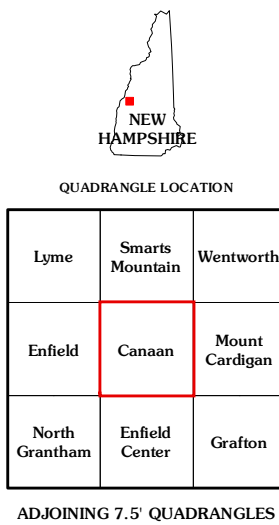 NEW
HAMPSHIRE
QUADRANGLE LOCATION
Lyme
Smarts
Mountain
Wentworth
Enfield
Canaan
Mount
Cardigan
North
Grantham
Enfield
Center
Grafton
ADJOINING 7.5' QUADRANGLES